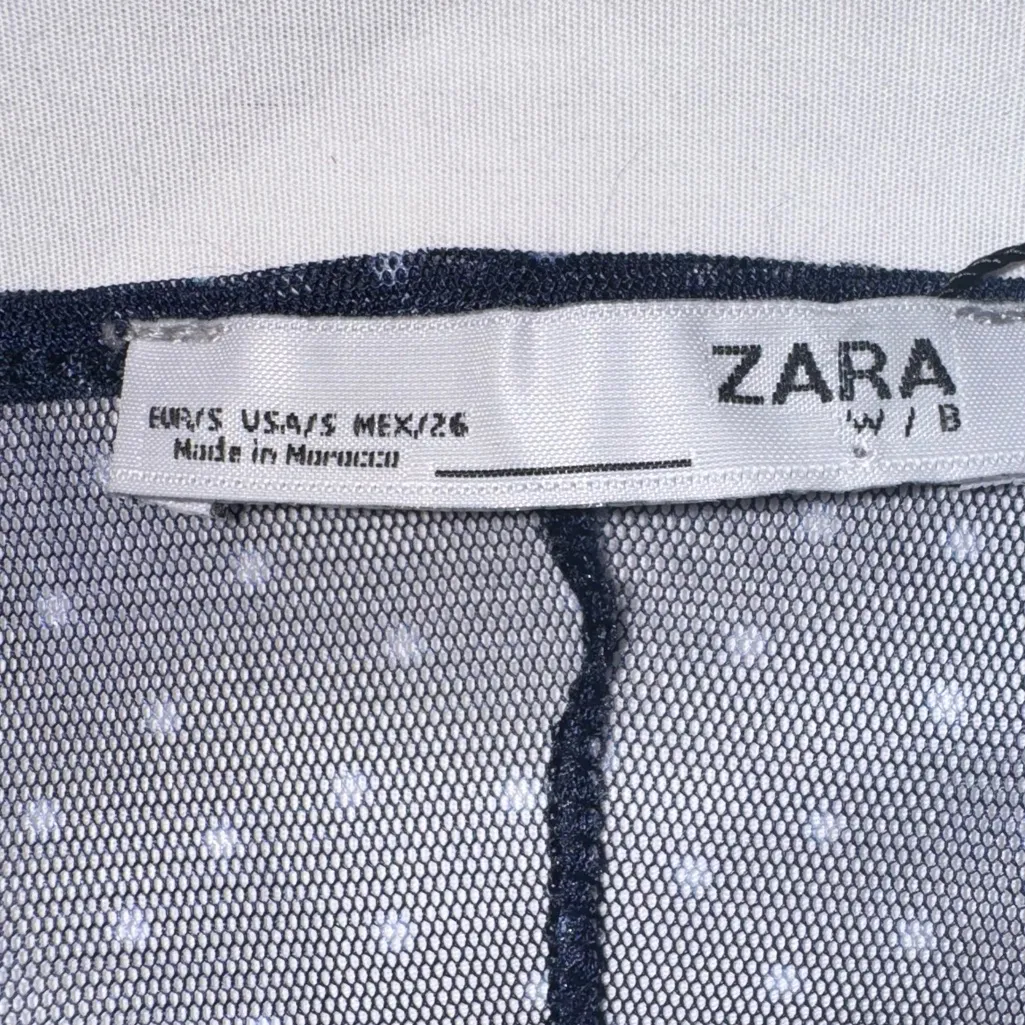 ZARA
W / B
EUR/S USA/S MEX/26
Made in Morocco